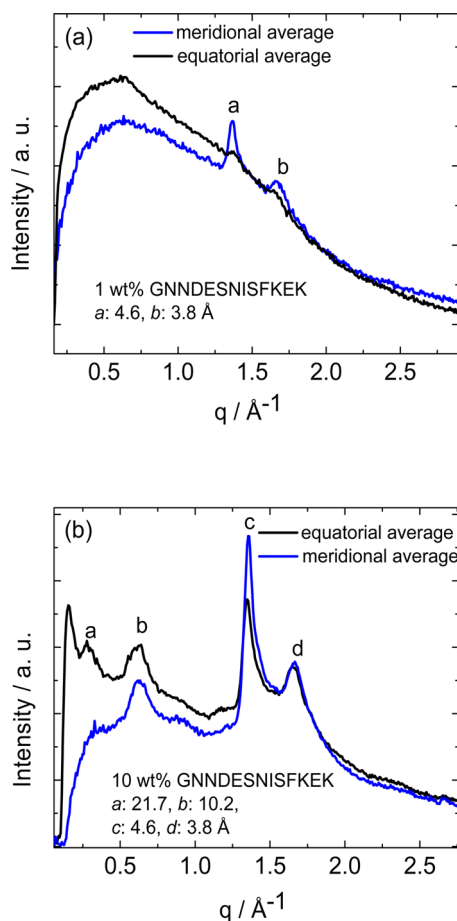 (a)
meridional average
equatorial average
a
b
Intensity / a. u.
1 wt% GNNDESNISFKEK
a: 4.6, b: 3.8 Å
0.5 1.0 1.5 2.0 2.5
q / Å-1
(b)
c
equatorial average
meridional average
a
b
d
Intensity / a. u.
10 wt% GNNDESNISFKEK
a: 21.7, b: 10.2,
c: 4.6, d: 3.8 Å
0.5 1.0 1.5 2.0 2.5
q / Å-1